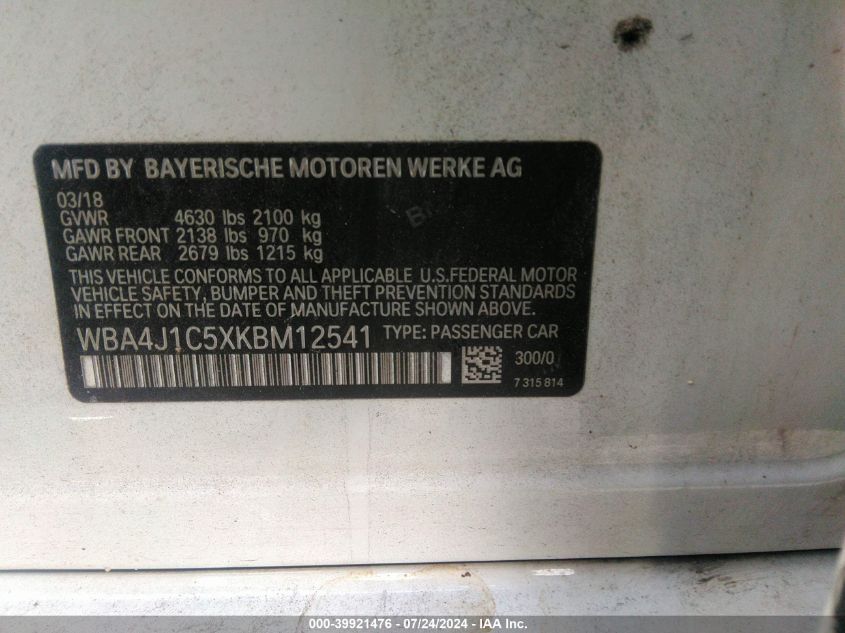 MFD BY BAYERISCHE MOTOREN WERKE AG
03/18
GVWR 4630 lbs 2100 kg
GAWR FRONT 2138 lbs 970 kg
GAWR REAR 2679 lbs 1215 kg
THIS VEHICLE CONFORMS TO ALL APPLICABLE U.S.FEDERAL MOTOR
VEHICLE SAFETY, BUMPER AND THEFT PREVENTION STANDARDS
IN EFFECT ON THE DATE OF MANUFACTURE SHOWN ABOVE.
WBA4J1C5XKBM12541 TYPE: PASSENGER CAR
300/0
7 315 814
000-39921476 - 07/24/2024 - IAAI.com